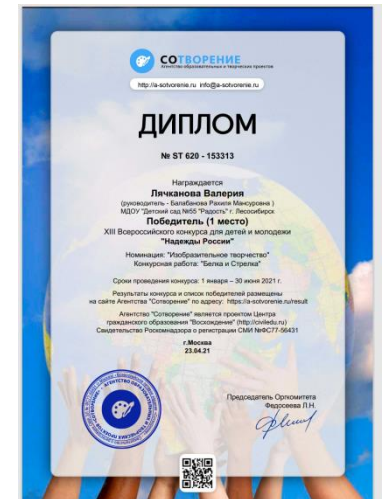 СОТВОРЕНИЕ
Агентство образовательных и творческих проектов
http://a-sotvorenie.ru info@a-sotvorenie.ru
ДИПЛОМ
№ ST 620 - 153313
Награждается
Лячканова Валерия
(руководитель - Балабанова Рахиля Мансуровна )
МДОУ "Детский сад №55 "Радость" г. Лесосибирск
Победитель (1 место)
XIII Всероссийского конкурса для детей и молодежи
"Надежды России"
Номинация: "Изобразительное творчество"
Конкурсная работа: "Белка и Стрелка"
Сроки проведения конкурса: 1 января – 30 июня 2021 г.
Результаты конкурса и список победителей размещены
на сайте Агентства "Сотворение" по адресу: https://a-sotvorenie.ru/result
Агентство "Сотворение" является проектом Центра
гражданского образования "Восхождение" (http://civiledu.ru)
Свидетельство Роскомнадзора о регистрации СМИ №ФС77-56431
г.Москва
23.04.21
Председатель Оргкомитета
Федосеева Л.Н.